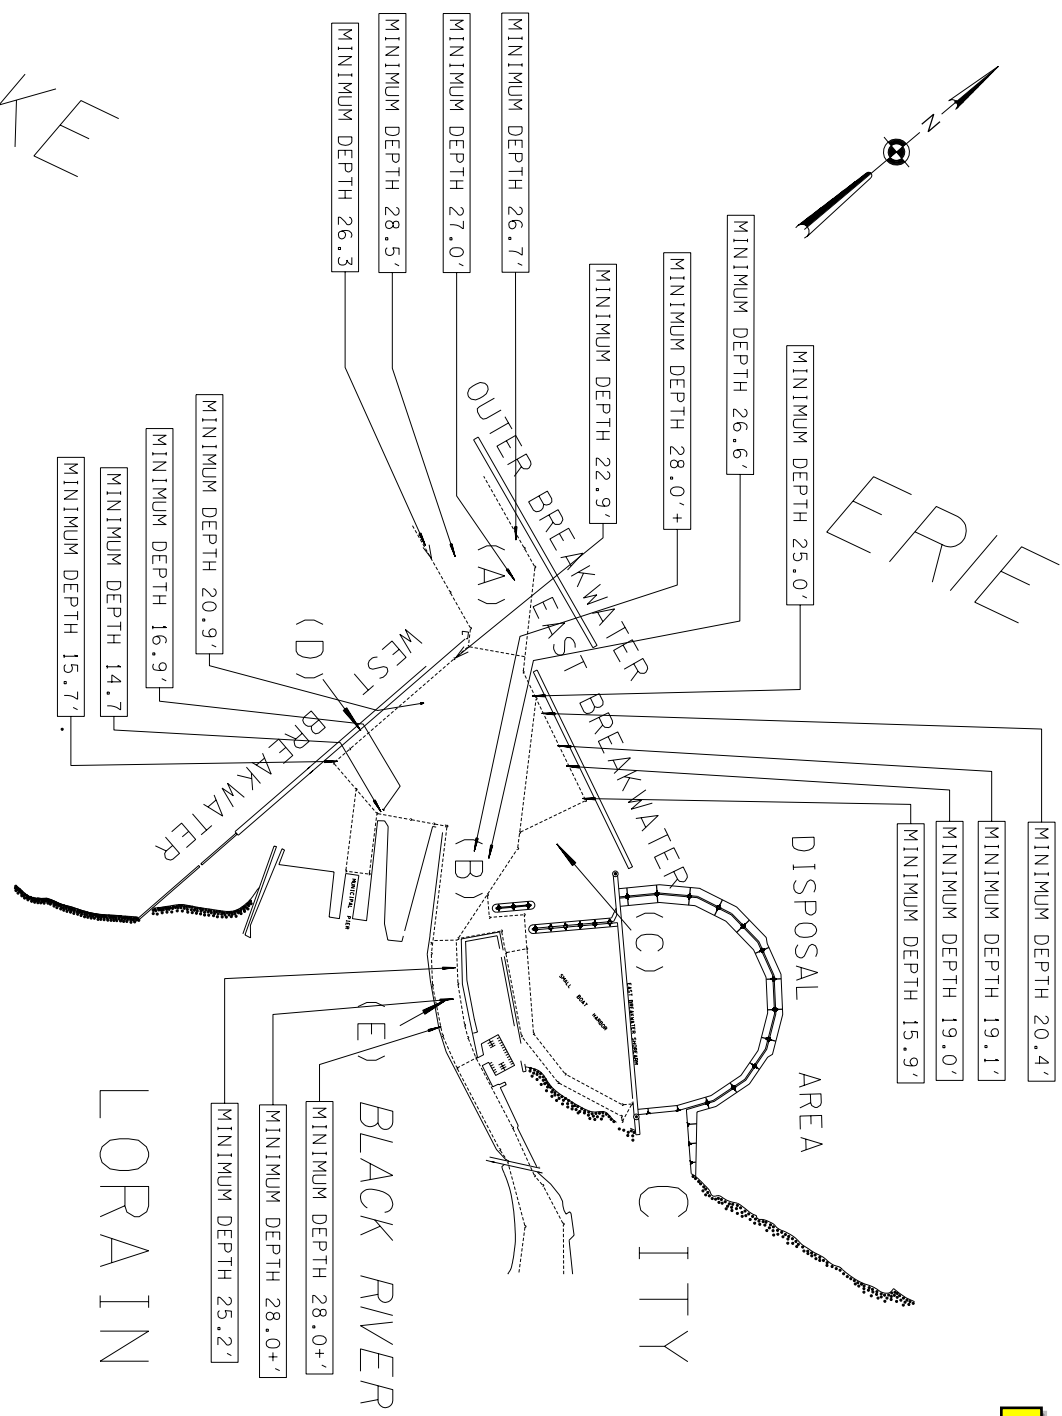 KE
ERIE
N
MINIMUM DEPTH 26.3
MINIMUM DEPTH 28.5'
MINIMUM DEPTH 27.0'
MINIMUM DEPTH 26.7'
MINIMUM DEPTH 22.9'
MINIMUM DEPTH 28.0'+
MINIMUM DEPTH 26.6'
MINIMUM DEPTH 25.0'
MINIMUM DEPTH 20.9'
MINIMUM DEPTH 16.9'
MINIMUM DEPTH 14.7
MINIMUM DEPTH 15.7'
OUTER BREAKWATER
EAST BREAKWATER
WEST BREAKWATER
(A)
(B)
(C)
(D)
(E)
MINIMUM DEPTH 20.4'
MINIMUM DEPTH 19.1'
MINIMUM DEPTH 19.0'
MINIMUM DEPTH 15.9'
DISPOSAL AREA
MUNICIPAL PIER
SMALL BOAT HARBOR
EAST BREAKWATER SHOREARM
MINIMUM DEPTH 25.2'
MINIMUM DEPTH 28.0+'
MINIMUM DEPTH 28.0+'
BLACK RIVER
CITY
LORAIN